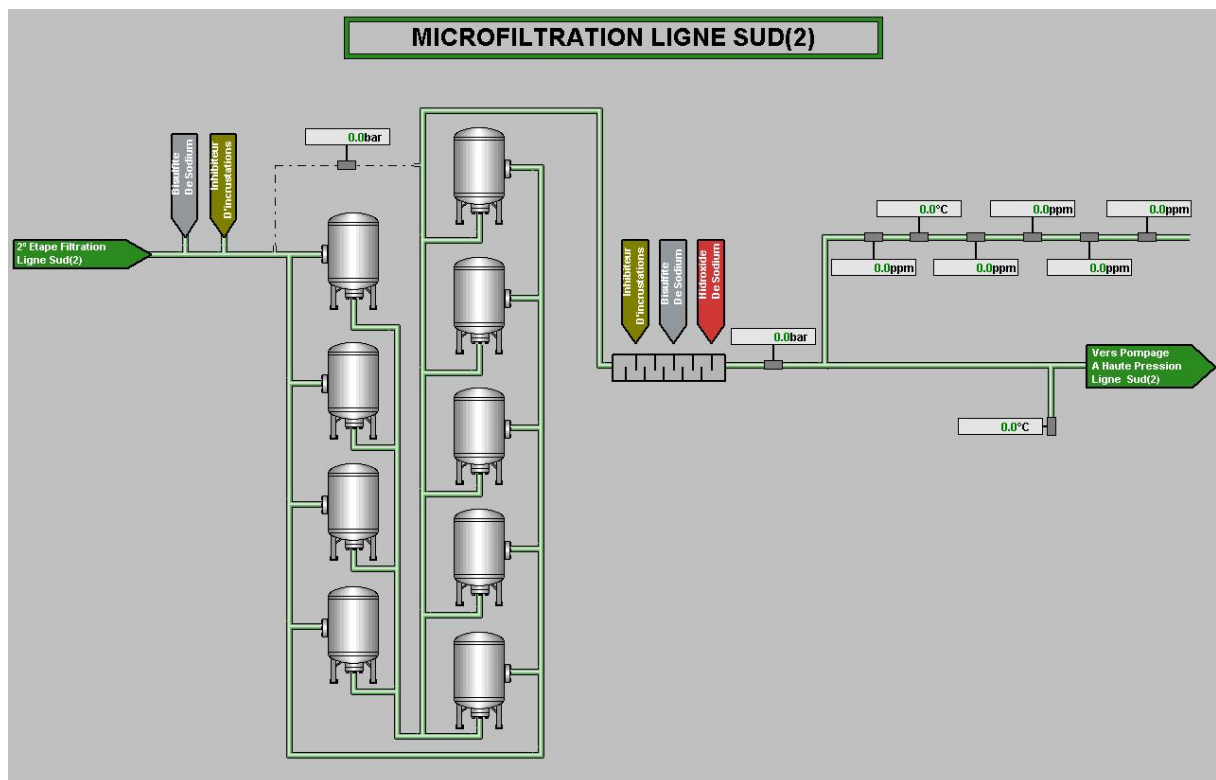 MICROFILTRATION LIGNE SUD(2)
Bisulfite
De Sodium
Inhibiteur
D'incrustations
0.0bar
2ª Etape Filtration
Ligne Sud(2)
0.0°C
0.0ppm
0.0ppm
0.0ppm
0.0ppm
0.0ppm
Inhibiteur
D'incrustations
Bisulfite
De Sodium
Hidroxide
De Sodium
0.0bar
Vers Pompage
A Haute Pression
Ligne Sud(2)
0.0°C